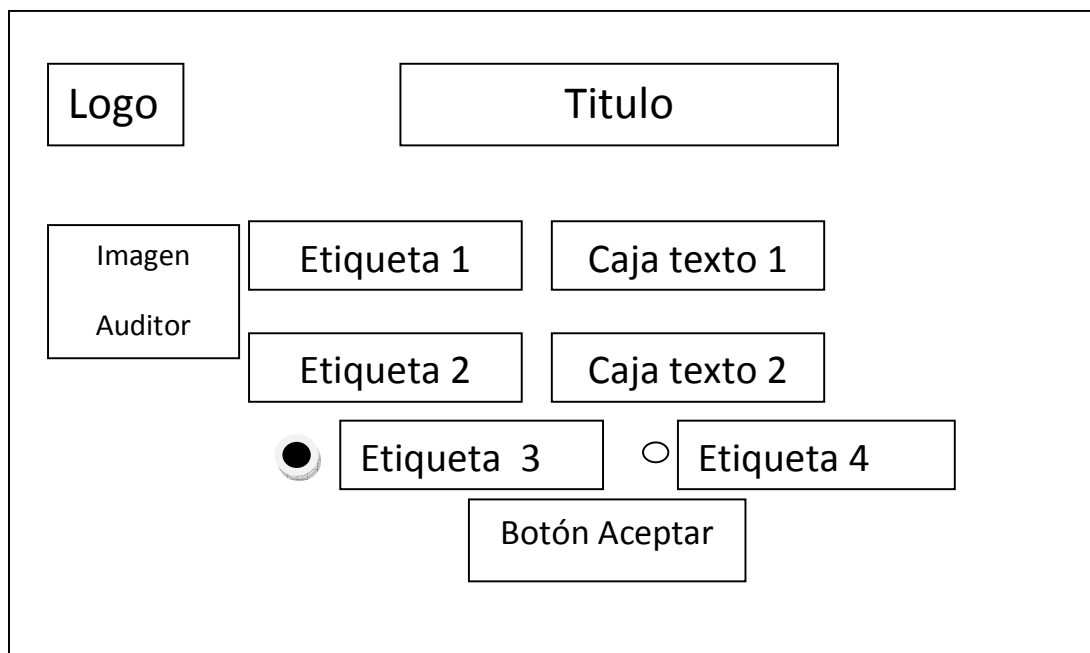 Logo
Titulo
Imagen
Auditor
Etiqueta 1
Caja texto 1
Etiqueta 2
Caja texto 2
Etiqueta  3
Etiqueta 4
Botón Aceptar